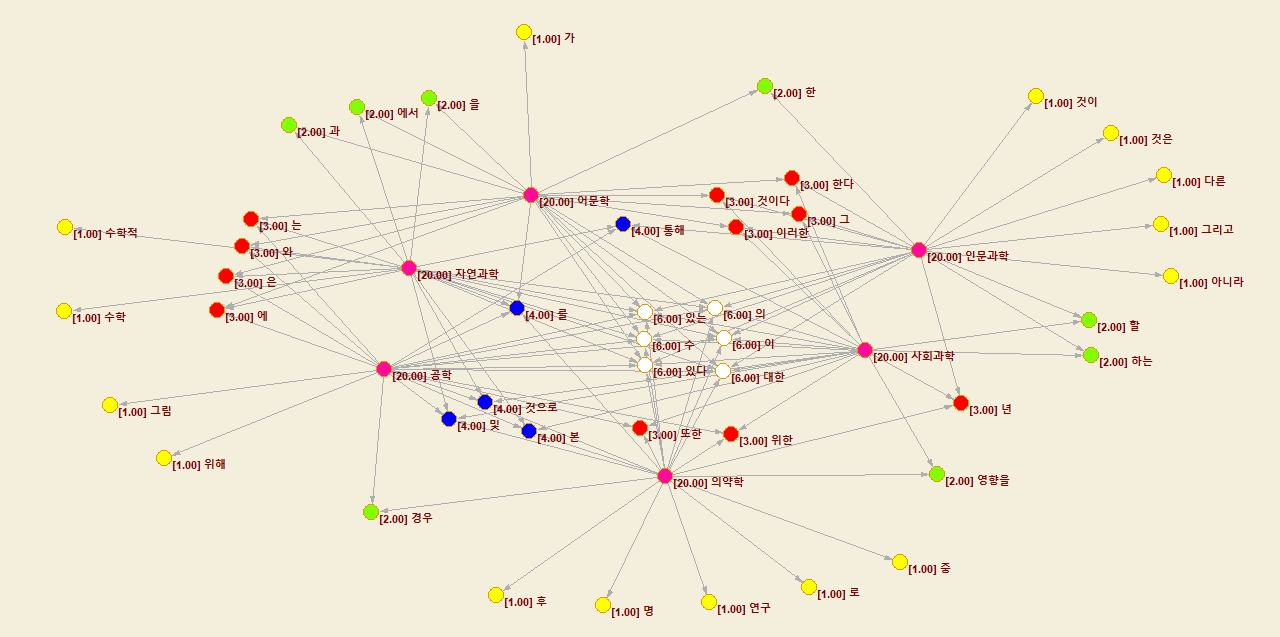 [1.00] 가
[2.00] 한
[2.00] 을
[2.00] 에서
[2.00] 과
[1.00] 것이
[1.00] 것은
[1.00] 다른
[3.00] 한다
[3.00] 것이다
[20.00] 어문학
[3.00] 그
[3.00] 는
[4.00] 통해
[3.00] 이러한
[1.00] 그리고
[1.00] 수학적
[3.00] 와
[20.00] 인문과학
[20.00] 자연과학
[3.00] 은
[1.00] 아니라
[1.00] 수학
[3.00] 에
[4.00] 를
[6.00] 있는
[6.00] 의
[2.00] 할
[6.00] 수
[6.00] 이
[20.00] 사회과학
[2.00] 하는
[20.00] 공학
[6.00] 있다
[6.00] 대한
[1.00] 그림
[4.00] 것으로
[3.00] 년
[4.00] 및
[4.00] 본
[3.00] 또한
[3.00] 위한
[1.00] 위해
[20.00] 의약학
[2.00] 영향을
[2.00] 경우
[1.00] 중
[1.00] 로
[1.00] 후
[1.00] 명
[1.00] 연구